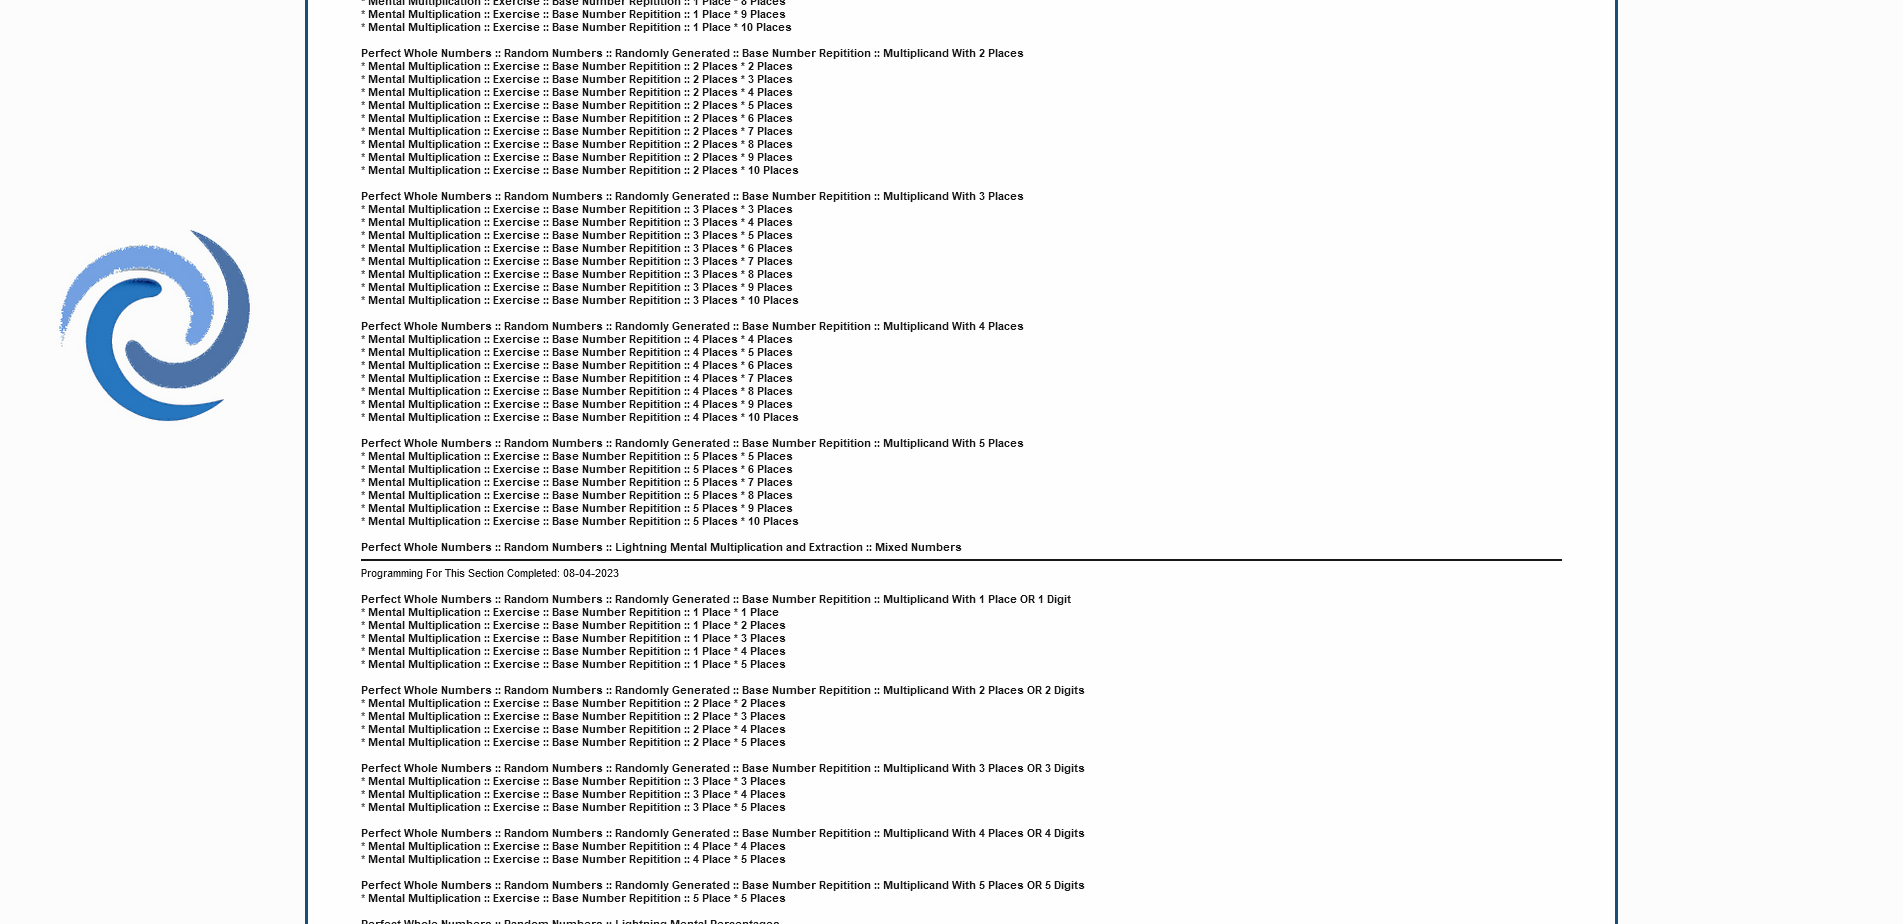 * Mental Multiplication :: Exercise :: Base Number Repitition :: 1 Place * 8 Places
* Mental Multiplication :: Exercise :: Base Number Repitition :: 1 Place * 9 Places
* Mental Multiplication :: Exercise :: Base Number Repitition :: 1 Place * 10 Places
Perfect Whole Numbers :: Random Numbers :: Randomly Generated :: Base Number Repitition :: Multiplicand With 2 Places
* Mental Multiplication :: Exercise :: Base Number Repitition :: 2 Places * 2 Places
* Mental Multiplication :: Exercise :: Base Number Repitition :: 2 Places * 3 Places
* Mental Multiplication :: Exercise :: Base Number Repitition :: 2 Places * 4 Places
* Mental Multiplication :: Exercise :: Base Number Repitition :: 2 Places * 5 Places
* Mental Multiplication :: Exercise :: Base Number Repitition :: 2 Places * 6 Places
* Mental Multiplication :: Exercise :: Base Number Repitition :: 2 Places * 7 Places
* Mental Multiplication :: Exercise :: Base Number Repitition :: 2 Places * 8 Places
* Mental Multiplication :: Exercise :: Base Number Repitition :: 2 Places * 9 Places
* Mental Multiplication :: Exercise :: Base Number Repitition :: 2 Places * 10 Places
Perfect Whole Numbers :: Random Numbers :: Randomly Generated :: Base Number Repitition :: Multiplicand With 3 Places
* Mental Multiplication :: Exercise :: Base Number Repitition :: 3 Places * 3 Places
* Mental Multiplication :: Exercise :: Base Number Repitition :: 3 Places * 4 Places
* Mental Multiplication :: Exercise :: Base Number Repitition :: 3 Places * 5 Places
* Mental Multiplication :: Exercise :: Base Number Repitition :: 3 Places * 6 Places
* Mental Multiplication :: Exercise :: Base Number Repitition :: 3 Places * 7 Places
* Mental Multiplication :: Exercise :: Base Number Repitition :: 3 Places * 8 Places
* Mental Multiplication :: Exercise :: Base Number Repitition :: 3 Places * 9 Places
* Mental Multiplication :: Exercise :: Base Number Repitition :: 3 Places * 10 Places
Perfect Whole Numbers :: Random Numbers :: Randomly Generated :: Base Number Repitition :: Multiplicand With 4 Places
* Mental Multiplication :: Exercise :: Base Number Repitition :: 4 Places * 4 Places
* Mental Multiplication :: Exercise :: Base Number Repitition :: 4 Places * 5 Places
* Mental Multiplication :: Exercise :: Base Number Repitition :: 4 Places * 6 Places
* Mental Multiplication :: Exercise :: Base Number Repitition :: 4 Places * 7 Places
* Mental Multiplication :: Exercise :: Base Number Repitition :: 4 Places * 8 Places
* Mental Multiplication :: Exercise :: Base Number Repitition :: 4 Places * 9 Places
* Mental Multiplication :: Exercise :: Base Number Repitition :: 4 Places * 10 Places
Perfect Whole Numbers :: Random Numbers :: Randomly Generated :: Base Number Repitition :: Multiplicand With 5 Places
* Mental Multiplication :: Exercise :: Base Number Repitition :: 5 Places * 5 Places
* Mental Multiplication :: Exercise :: Base Number Repitition :: 5 Places * 6 Places
* Mental Multiplication :: Exercise :: Base Number Repitition :: 5 Places * 7 Places
* Mental Multiplication :: Exercise :: Base Number Repitition :: 5 Places * 8 Places
* Mental Multiplication :: Exercise :: Base Number Repitition :: 5 Places * 9 Places
* Mental Multiplication :: Exercise :: Base Number Repitition :: 5 Places * 10 Places
Perfect Whole Numbers :: Random Numbers :: Lightning Mental Multiplication and Extraction :: Mixed Numbers
Programming For This Section Completed: 08-04-2023
Perfect Whole Numbers :: Random Numbers :: Randomly Generated :: Base Number Repitition :: Multiplicand With 1 Place OR 1 Digit
* Mental Multiplication :: Exercise :: Base Number Repitition :: 1 Place * 1 Place
* Mental Multiplication :: Exercise :: Base Number Repitition :: 1 Place * 2 Places
* Mental Multiplication :: Exercise :: Base Number Repitition :: 1 Place * 3 Places
* Mental Multiplication :: Exercise :: Base Number Repitition :: 1 Place * 4 Places
* Mental Multiplication :: Exercise :: Base Number Repitition :: 1 Place * 5 Places
Perfect Whole Numbers :: Random Numbers :: Randomly Generated :: Base Number Repitition :: Multiplicand With 2 Places OR 2 Digits
* Mental Multiplication :: Exercise :: Base Number Repitition :: 2 Place * 2 Places
* Mental Multiplication :: Exercise :: Base Number Repitition :: 2 Place * 3 Places
* Mental Multiplication :: Exercise :: Base Number Repitition :: 2 Place * 4 Places
* Mental Multiplication :: Exercise :: Base Number Repitition :: 2 Place * 5 Places
Perfect Whole Numbers :: Random Numbers :: Randomly Generated :: Base Number Repitition :: Multiplicand With 3 Places OR 3 Digits
* Mental Multiplication :: Exercise :: Base Number Repitition :: 3 Place * 3 Places
* Mental Multiplication :: Exercise :: Base Number Repitition :: 3 Place * 4 Places
* Mental Multiplication :: Exercise :: Base Number Repitition :: 3 Place * 5 Places
Perfect Whole Numbers :: Random Numbers :: Randomly Generated :: Base Number Repitition :: Multiplicand With 4 Places OR 4 Digits
* Mental Multiplication :: Exercise :: Base Number Repitition :: 4 Place * 4 Places
* Mental Multiplication :: Exercise :: Base Number Repitition :: 4 Place * 5 Places
Perfect Whole Numbers :: Random Numbers :: Randomly Generated :: Base Number Repitition :: Multiplicand With 5 Places OR 5 Digits
* Mental Multiplication :: Exercise :: Base Number Repitition :: 5 Place * 5 Places
Perfect Whole Numbers :: Random Numbers :: Lightning Mental Percentages